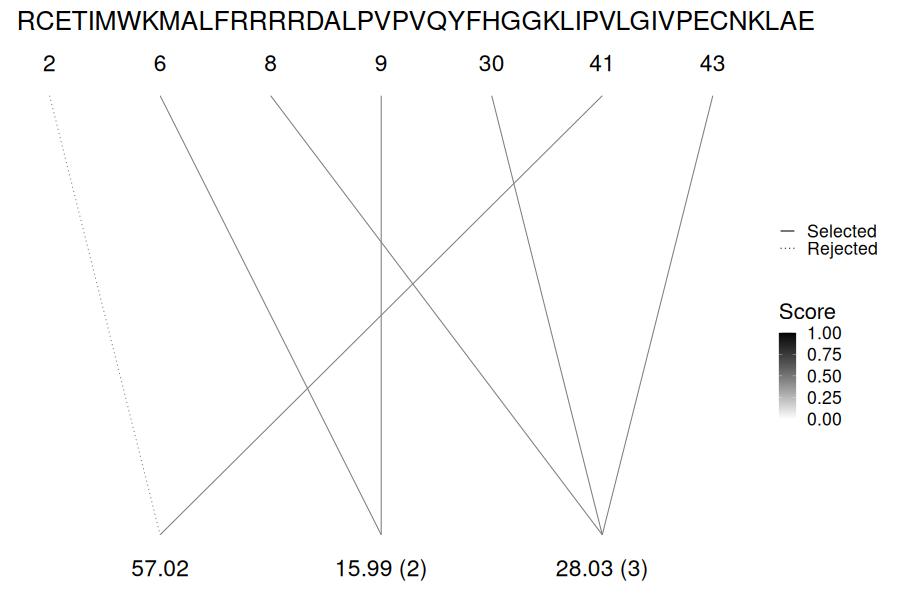 RCETIMWKMALFRRRRDALPVPVQYFHGGKLIPVLGIVPECNKLAE
2 6 8 9 30 41 43
Selected
Rejected
Score
1.00
0.75
0.50
0.25
0.00
57.02 15.99 (2) 28.03 (3)